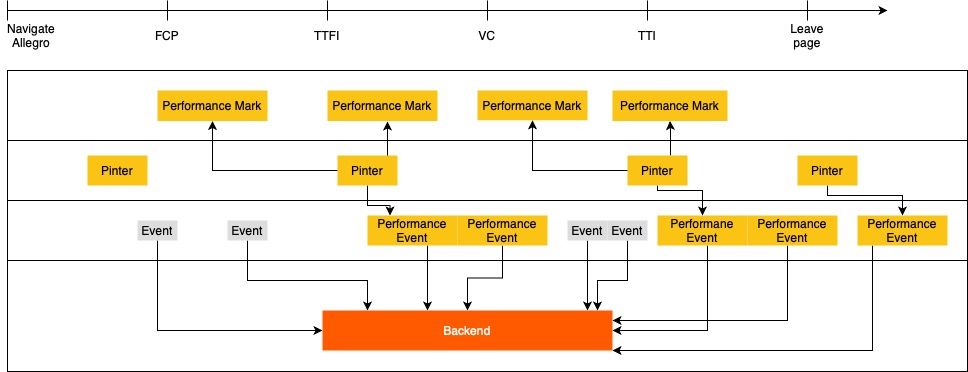 Navigate
Allegro
FCP
TTFI
VC
TTI
Leave
page
Performance Mark
Performance Mark
Performance Mark
Performance Mark
Pinter
Pinter
Pinter
Pinter
Event
Event
Performance
Event
Performance
Event
Event
Event
Performane
Event
Performance
Event
Performance
Event
Backend